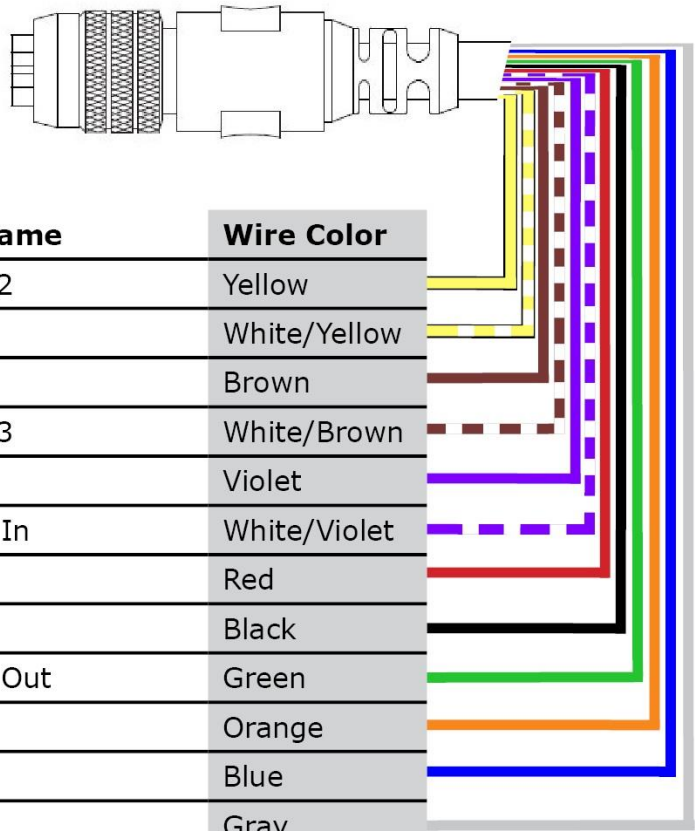 ame Wire Color
2 Yellow
White/Yellow
Brown
3 White/Brown
Violet
In White/Violet
Red
Black
Out Green
Orange
Blue
Gray